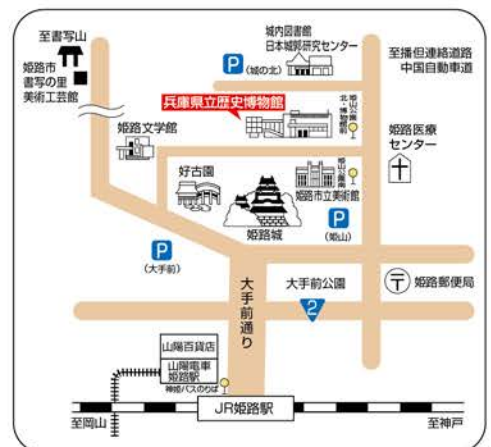 至書写山
姫路市
書写の里
美術工芸館
P
(城の北)
城内図書館
日本城郭研究センター
至播但連絡道路
中国自動車道
兵庫県立歴史博物館
姫山公園
北・博物館前
姫路文学館
姫路医療
センター
好古園
姫山公園南
姫路市立美術館
姫路城
P
(姫山)
P
(大手前)
大手前通り
大手前公園
2
〒
姫路郵便局
山陽百貨店
山陽電車
姫路駅
神姫バスのりば
JR姫路駅
至岡山
至神戸